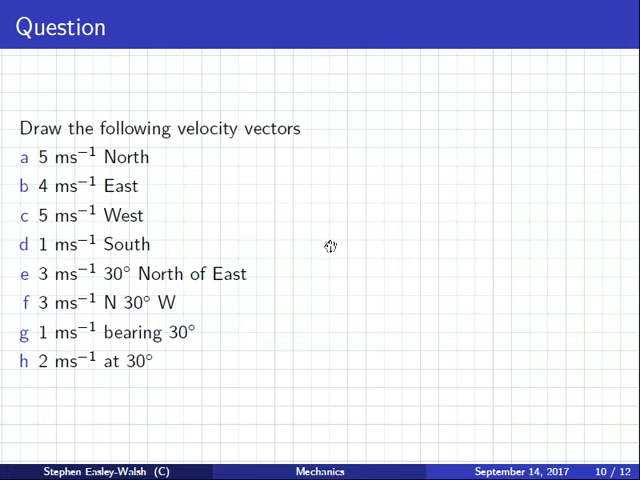 Question
Draw the following velocity vectors
a 5 ms⁻¹ North
b 4 ms⁻¹ East
c 5 ms⁻¹ West
d 1 ms⁻¹ South
e 3 ms⁻¹ 30° North of East
f 3 ms⁻¹ N 30° W
g 1 ms⁻¹ bearing 30°
h 2 ms⁻¹ at 30°
Stephen Easley-Walsh (C) Mechanics September 14, 2017 10 / 12